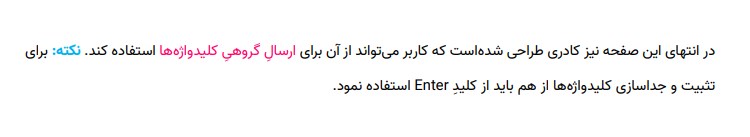 در انتهای این صفحه نیز کادری طراحی شده‌است که کاربر می‌تواند از آن برای ارسالِ گروهیِ کلیدواژه‌ها استفاده کند. نکته: برای
تثبیت و جداسازی کلیدواژه‌ها از هم باید از کلیدِ Enter استفاده نمود.